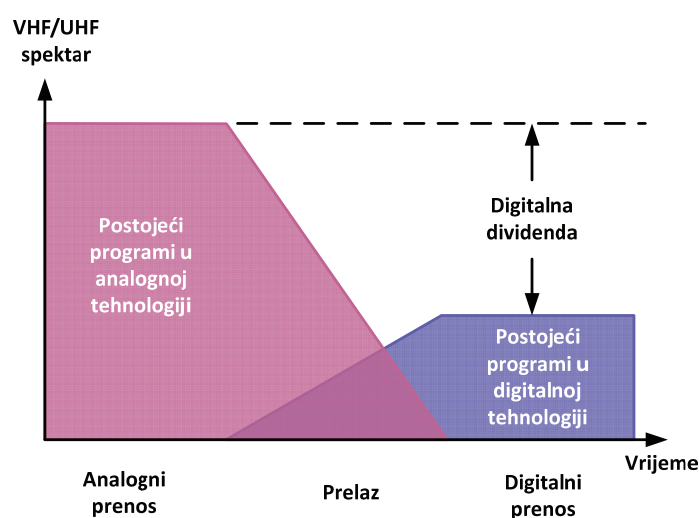 VHF/UHF
spektar
Postojeći
programi u
analognoj
tehnologiji
Digitalna
dividenda
Postojeći
programi u
digitalnoj
tehnologiji
Vrijeme
Analogni
prenos
Prelaz
Digitalni
prenos